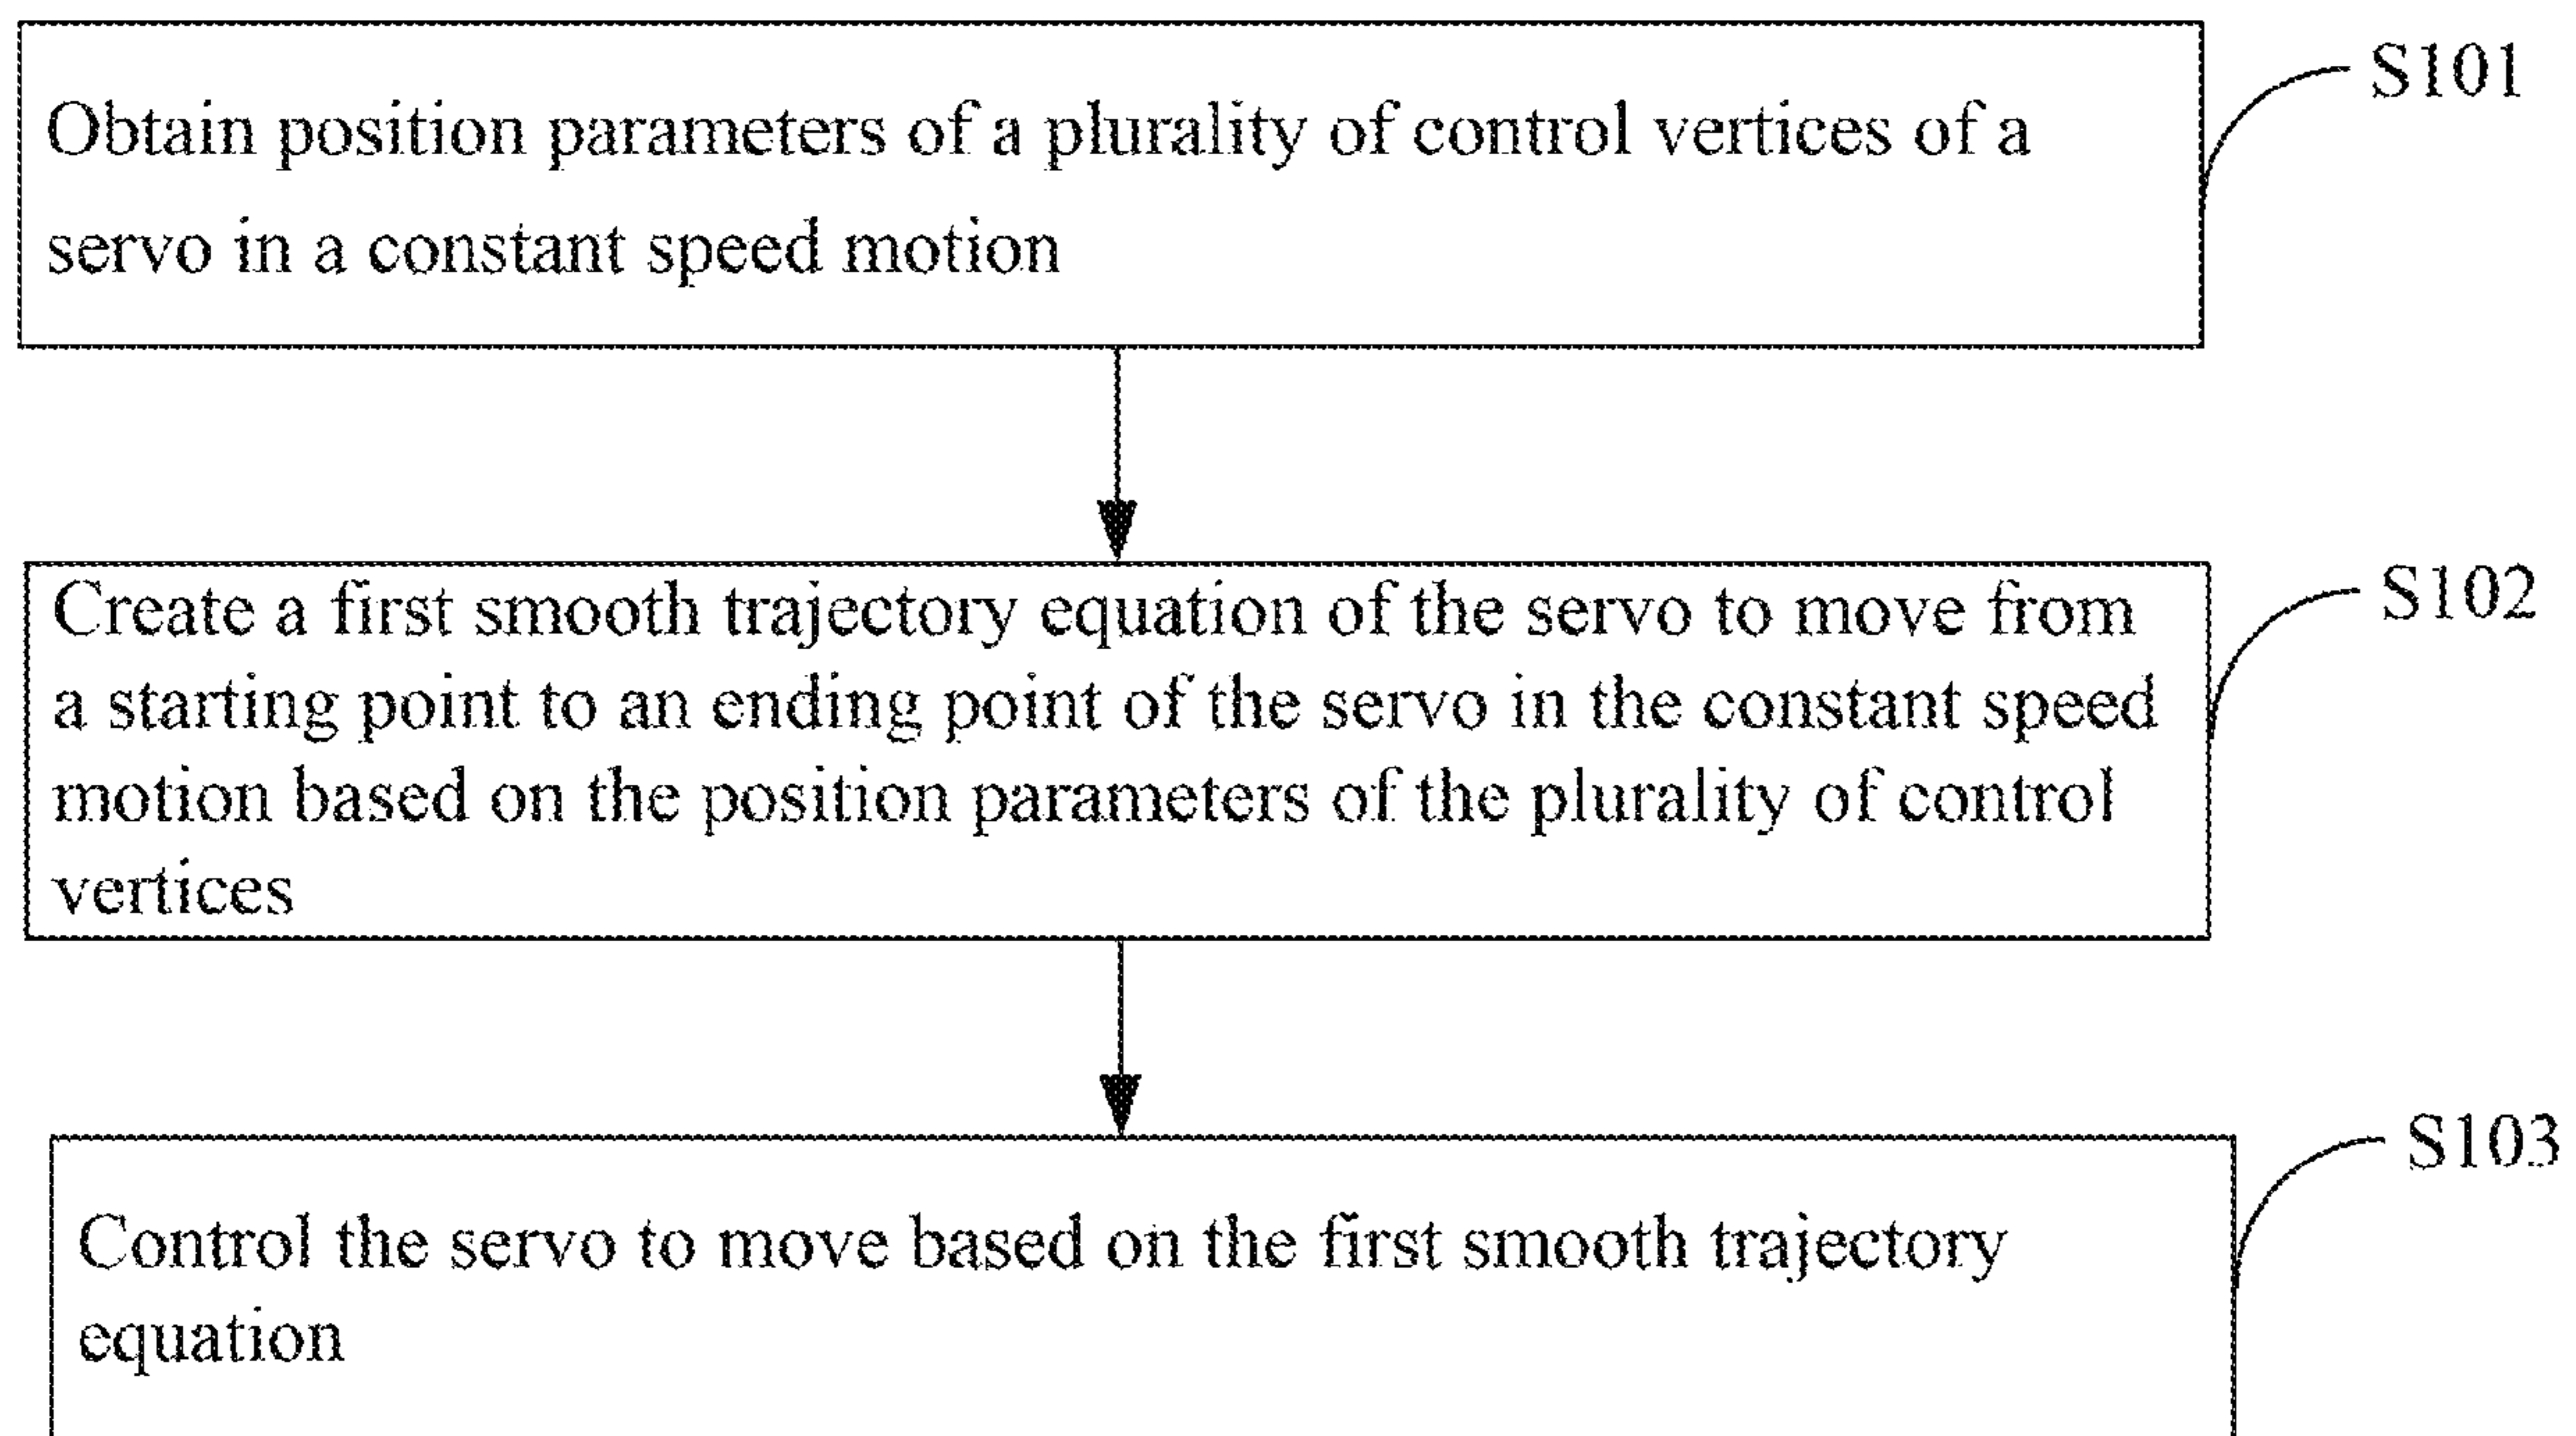 S101
Obtain position parameters of a plurality of control vertices of a
servo in a constant speed motion
S102
Create a first smooth trajectory equation of the servo to move from
a starting point to an ending point of the servo in the constant speed
motion based on the position parameters of the plurality of control
vertices
S103
Control the servo to move based on the first smooth trajectory
equation